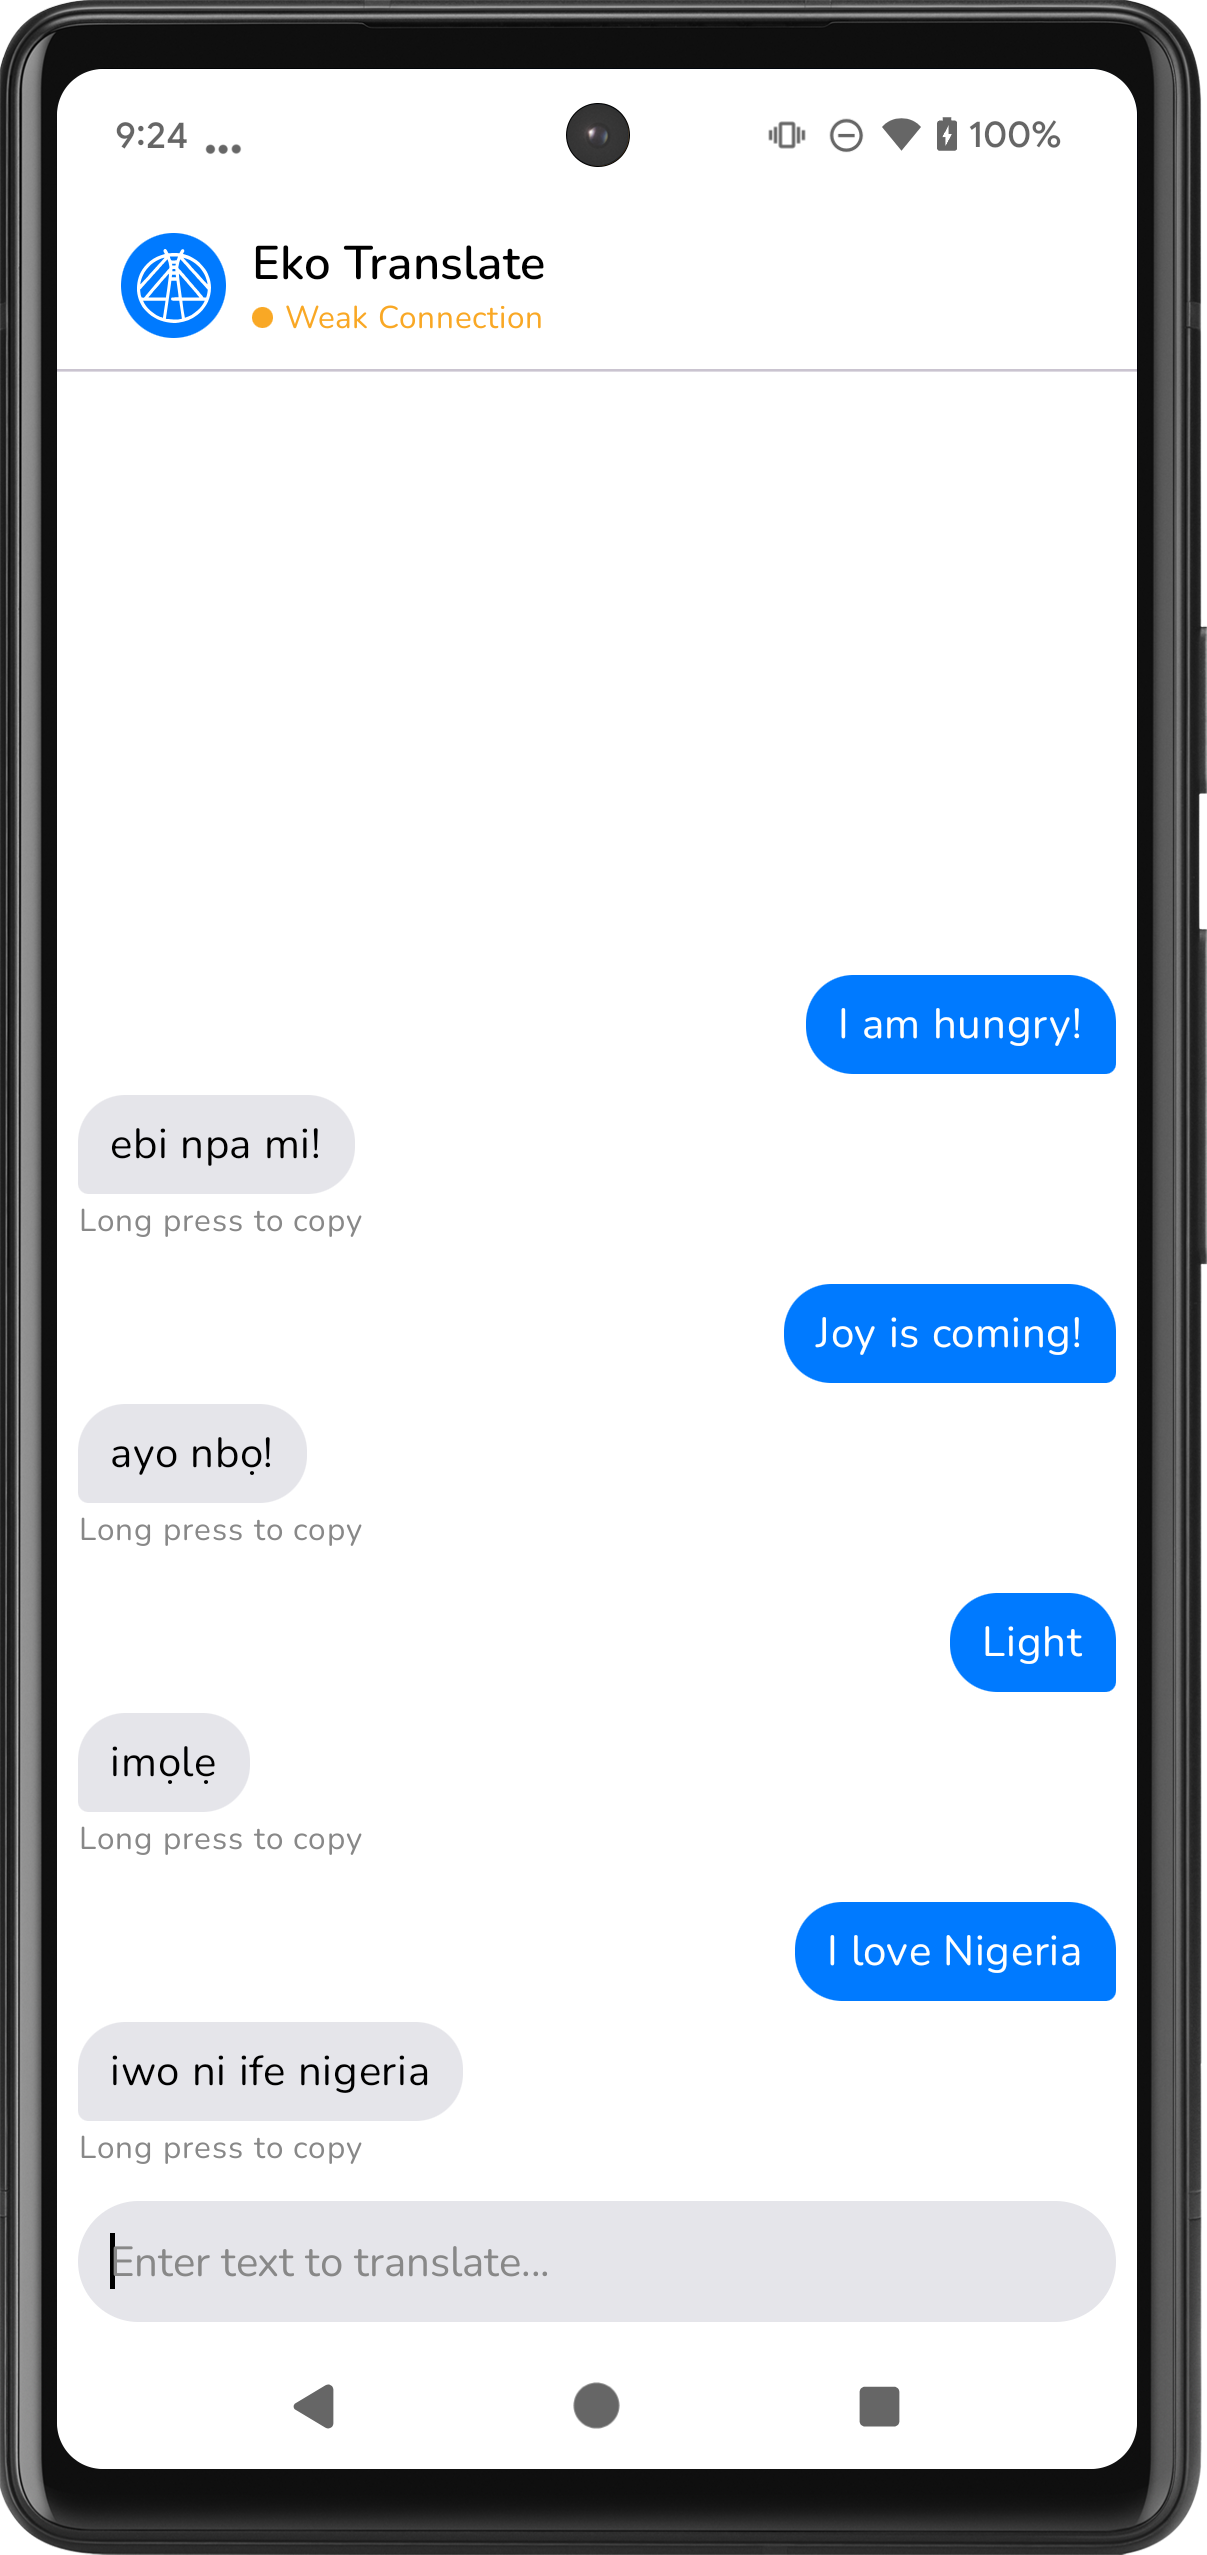 9:24 ... 100%
Eko Translate
Weak Connection
I am hungry!
ebi npa mi!
Long press to copy
Joy is coming!
ayo nbọ!
Long press to copy
Light
imọlẹ
Long press to copy
I love Nigeria
iwo ni ife nigeria
Long press to copy
Enter text to translate...